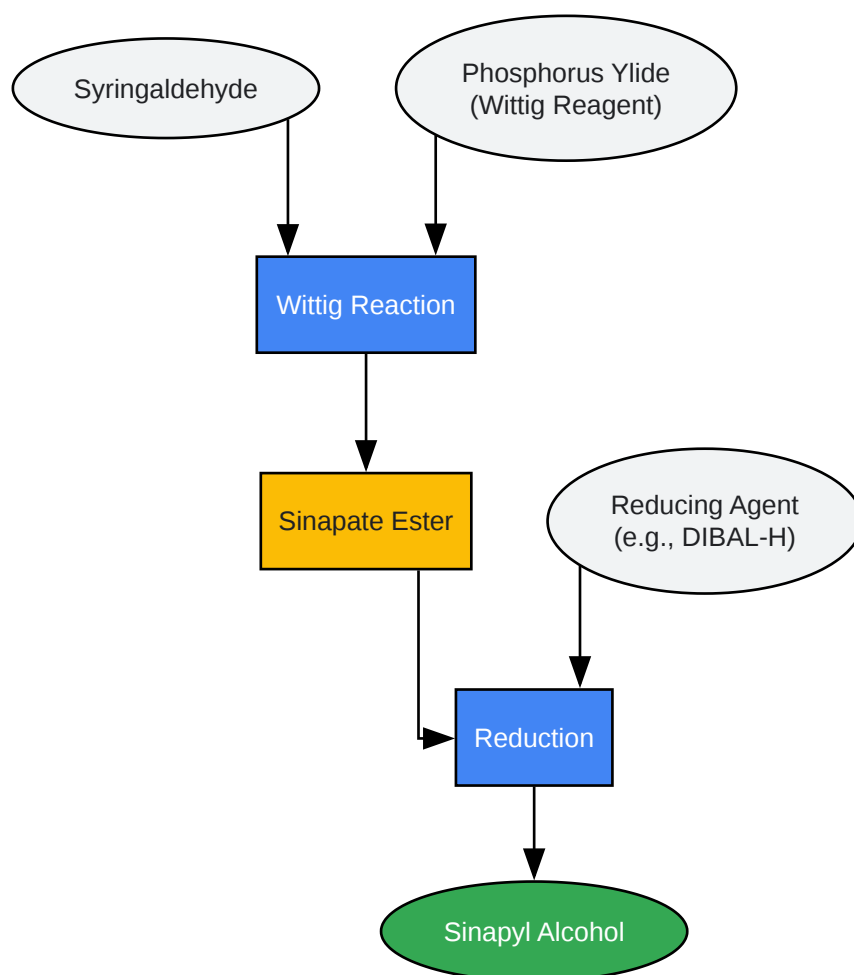 Syringaldehyde
Phosphorus Ylide
(Wittig Reagent)
Wittig Reaction
Sinapate Ester
Reducing Agent
(e.g., DIBAL-H)
Reduction
Sinapyl Alcohol